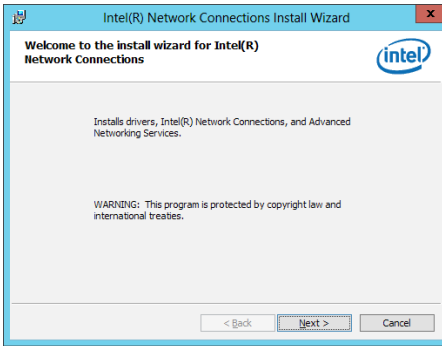 Intel(R) Network Connections Install Wizard
x
Welcome to the install wizard for Intel(R)
Network Connections
intel
Installs drivers, Intel(R) Network Connections, and Advanced
Networking Services.
WARNING: This program is protected by copyright law and
international treaties.
< Back
Next >
Cancel